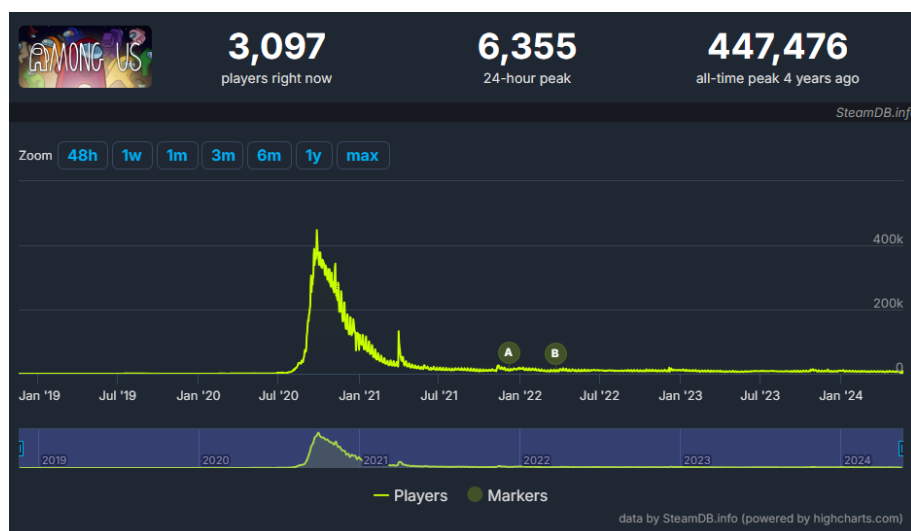 AMONG US
3,097
players right now
6,355
24-hour peak
447,476
all-time peak 4 years ago
SteamDB.info
Zoom 48h 1w 1m 3m 6m 1y max
400k
200k
0
A B
Jan '19 Jul '19 Jan '20 Jul '20 Jan '21 Jul '21 Jan '22 Jul '22 Jan '23 Jul '23 Jan '24
2019 2020 2021 2022 2023 2024
Players Markers
data by SteamDB.info (powered by highcharts.com)